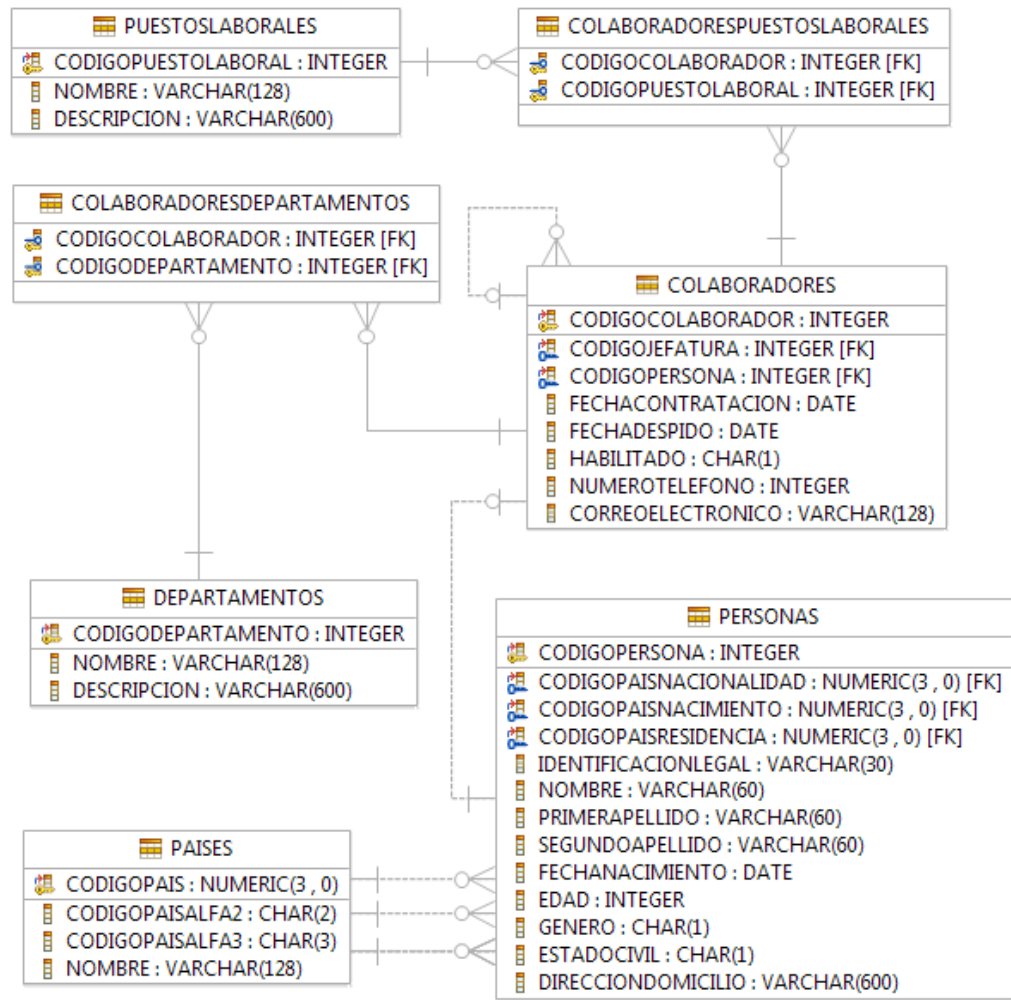 PUESTOSLABORALES
CODIGOPUESTOLABORAL : INTEGER
NOMBRE : VARCHAR(128)
DESCRIPCION : VARCHAR(600)
COLABORADORESPUESTOSLABORALES
CODIGOCOLABORADOR : INTEGER [FK]
CODIGOPUESTOLABORAL : INTEGER [FK]
COLABORADORESDEPARTAMENTOS
CODIGOCOLABORADOR : INTEGER [FK]
CODIGODEPARTAMENTO : INTEGER [FK]
COLABORADORES
CODIGOCOLABORADOR : INTEGER
CODIGOJEFATURA : INTEGER [FK]
CODIGOPERSONA : INTEGER [FK]
FECHACONTRATACION : DATE
FECHADESPIDO : DATE
HABILITADO : CHAR(1)
NUMEROTELEFONO : INTEGER
CORREOELECTRONICO : VARCHAR(128)
DEPARTAMENTOS
CODIGODEPARTAMENTO : INTEGER
NOMBRE : VARCHAR(128)
DESCRIPCION : VARCHAR(600)
PERSONAS
CODIGOPERSONA : INTEGER
CODIGOPAISNACIONALIDAD : NUMERIC(3 , 0) [FK]
CODIGOPAISNACIMIENTO : NUMERIC(3 , 0) [FK]
CODIGOPAISRESIDENCIA : NUMERIC(3 , 0) [FK]
IDENTIFICACIONLEGAL : VARCHAR(30)
NOMBRE : VARCHAR(60)
PRIMERAPELLIDO : VARCHAR(60)
SEGUNDOAPELLIDO : VARCHAR(60)
FECHANACIMIENTO : DATE
EDAD : INTEGER
GENERO : CHAR(1)
ESTADOCIVIL : CHAR(1)
DIRECCIONDOMICILIO : VARCHAR(600)
PAISES
CODIGOPAIS : NUMERIC(3 , 0)
CODIGOPAISALFA2 : CHAR(2)
CODIGOPAISALFA3 : CHAR(3)
NOMBRE : VARCHAR(128)